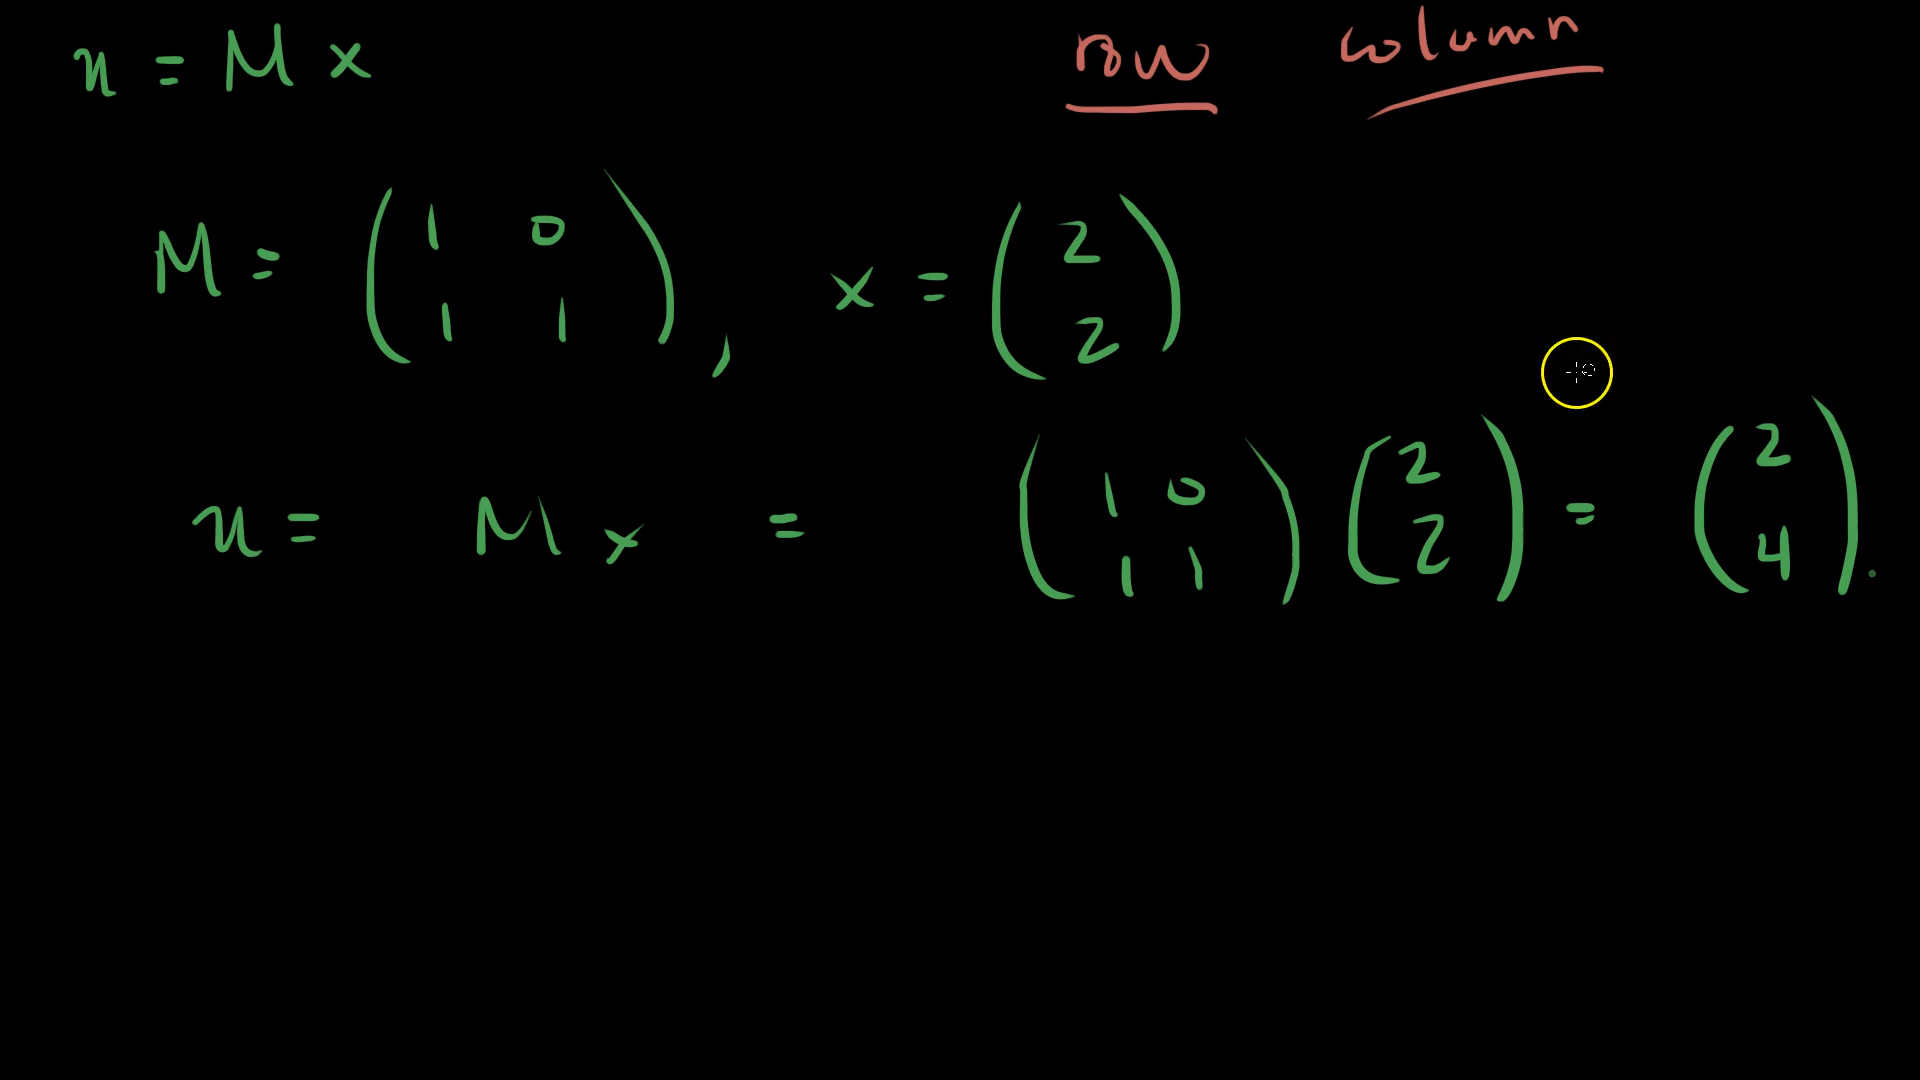 n = M x
row column
M = ( 1 0
1 1 ) , x = ( 2
2 )
n = M x = ( 1 0
1 1 ) ( 2
2 ) = ( 2
4 ) .